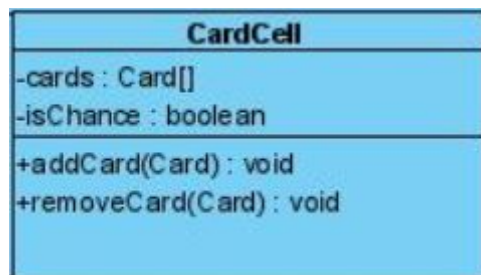 CardCell
-cards : Card[]
-isChance : boolean
+addCard(Card) : void
+removeCard(Card) : void